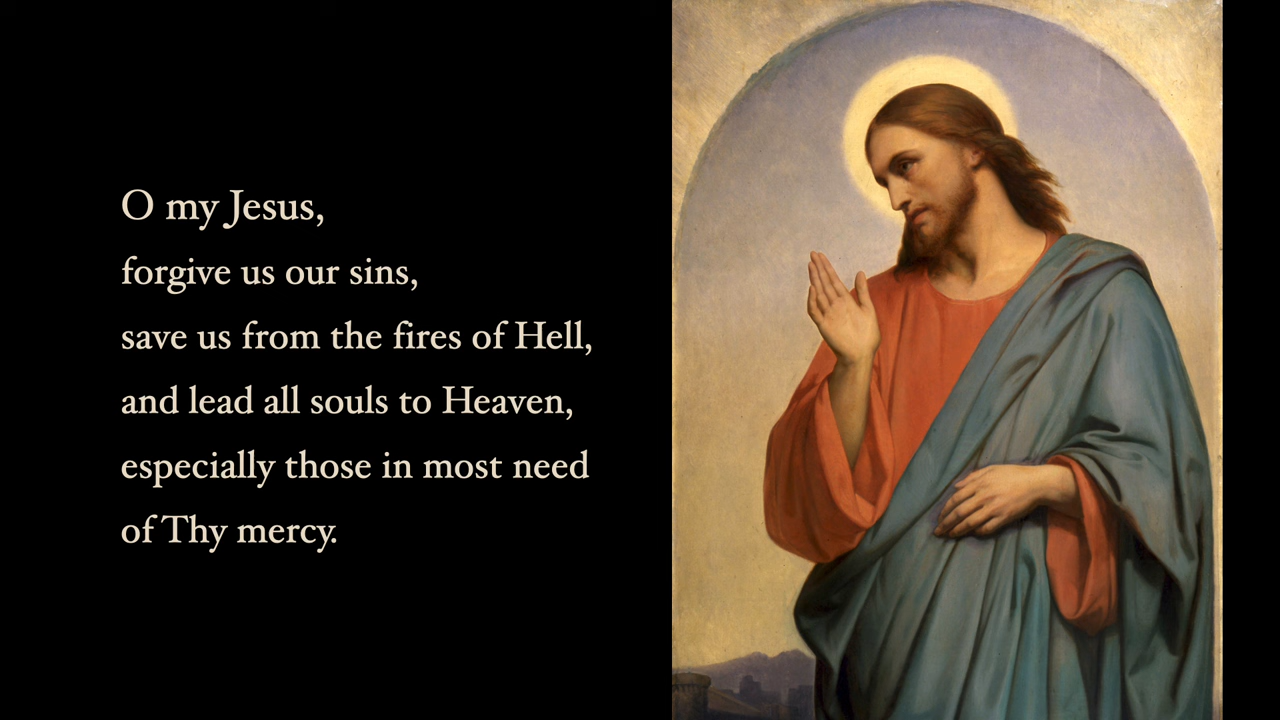 O my Jesus,
forgive us our sins,
save us from the fires of Hell,
and lead all souls to Heaven,
especially those in most need
of Thy mercy.